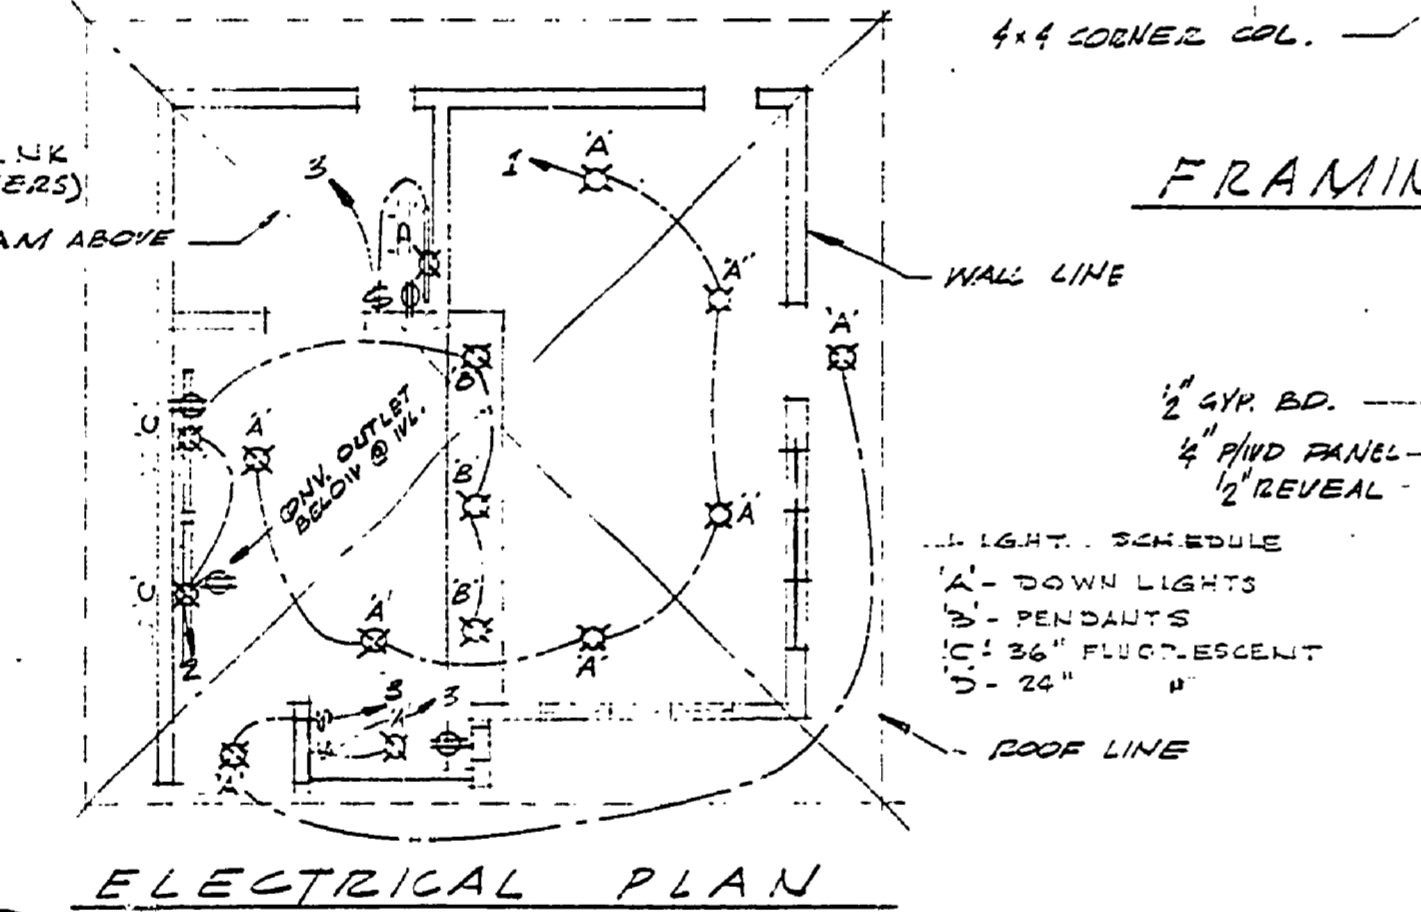 4x4 CORNER COL.
ERS)
AM ABOVE
3
1
'A'
'A'
'A'
WALL LINE
FRAMIN
$
'B'
'C'
'A'
CONV. OUTLET
BELOW @ WL.
'B'
'A'
1/2" GYP. BD.
1/4" P/WD PANEL
1/2" REVEAL
LIGHT SCHEDULE
'A' - DOWN LIGHTS
'B' - PENDANTS
'C' - 36" FLUORESCENT
'D' - 24" "
'C'
'B'
'A'
'A'
2
3
'A'
'A'
ROOF LINE
ELECTRICAL PLAN